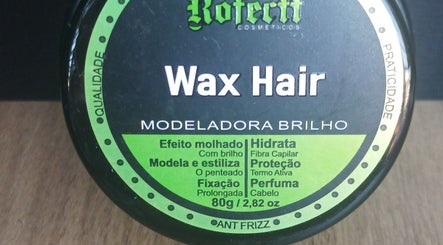 Rofectt
COSMÉTICOS
Wax Hair
MODELADORA BRILHO
Efeito molhado
Com brilho
Modela e estiliza
O penteado
Fixação
Prolongada
Hidrata
Fibra Capilar
Proteção
Termo Ativa
Perfuma
Cabelo
80g / 2,82 oz
QUALIDADE
PRATICIDADE
ANT FRIZZ